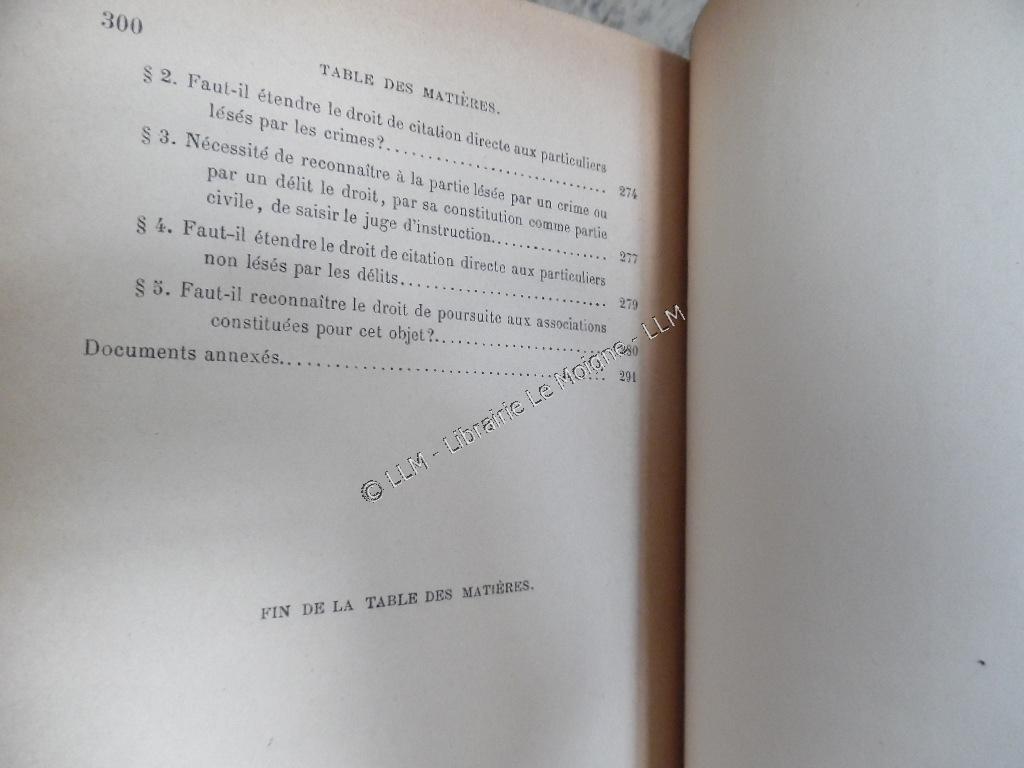 300
TABLE DES MATIÈRES.
§ 2. Faut-il étendre le droit de citation directe aux particuliers
lésés par les crimes?.............................. 274
§ 3. Nécessité de reconnaître à la partie lésée par un crime ou
par un délit le droit, par sa constitution comme partie
civile, de saisir le juge d'instruction............... 277
§ 4. Faut-il étendre le droit de citation directe aux particuliers
non lésés par les délits............................ 279
§ 5. Faut-il reconnaître le droit de poursuite aux associations
constituées pour cet objet?......................... 280
Documents annexés.......................................... 291
© LLM - Librairie Le Moigne - LLM
FIN DE LA TABLE DES MATIÈRES.